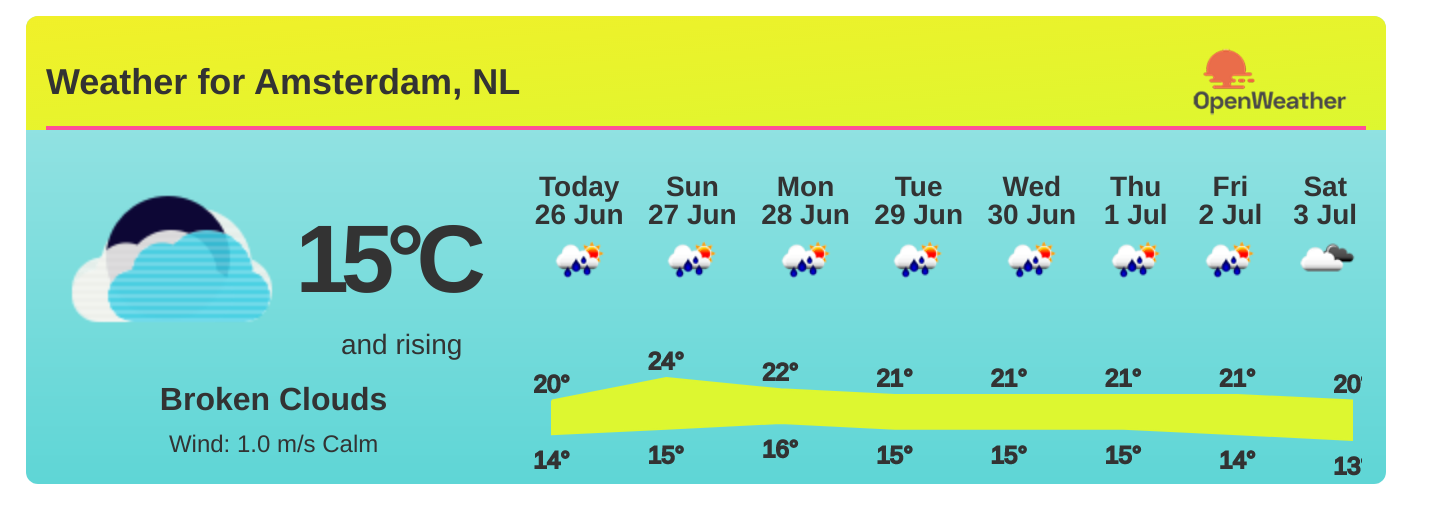 Weather for Amsterdam, NL
OpenWeather
15°C
and rising
Broken Clouds
Wind: 1.0 m/s Calm
Today Sun Mon Tue Wed Thu Fri Sat
26 Jun 27 Jun 28 Jun 29 Jun 30 Jun 1 Jul 2 Jul 3 Jul
20° 24° 22° 21° 21° 21° 21° 20°
14° 15° 16° 15° 15° 15° 14° 13°